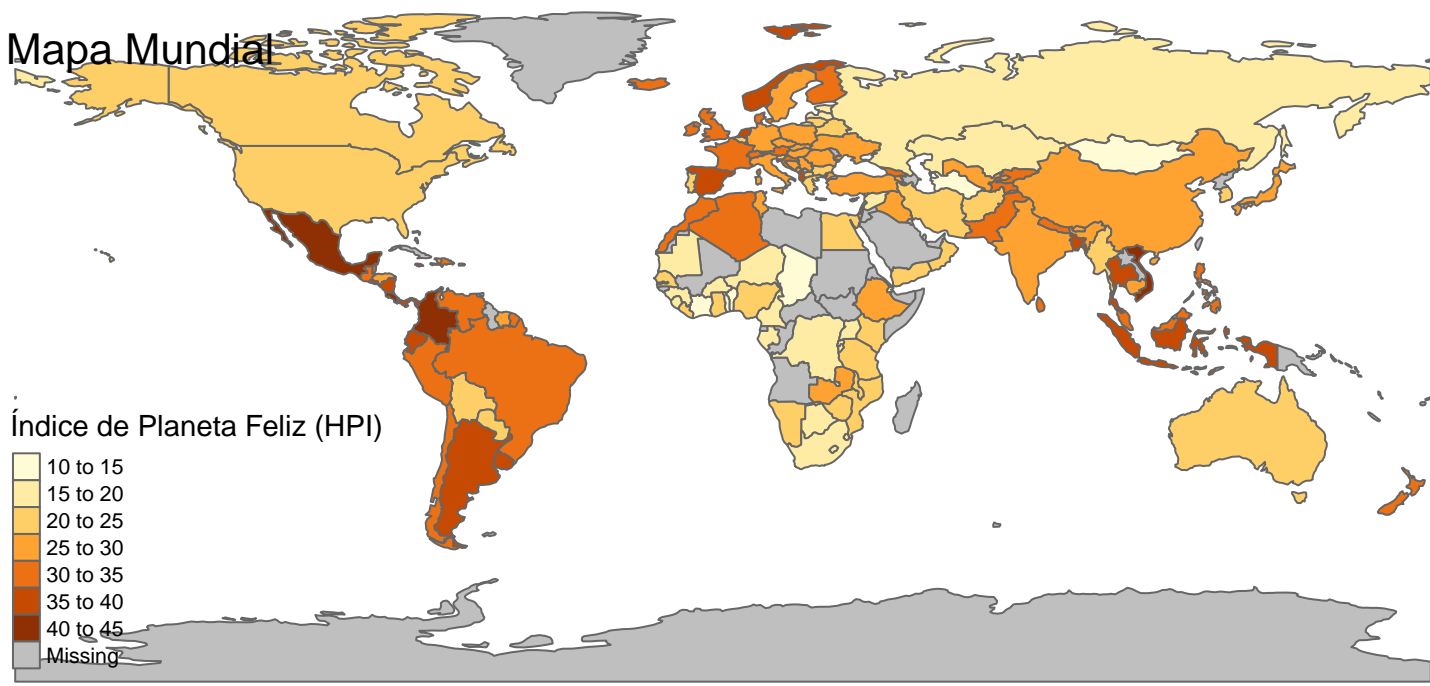 Mapa Mundial
Índice de Planeta Feliz (HPI)
10 to 15
15 to 20
20 to 25
25 to 30
30 to 35
35 to 40
40 to 45
Missing